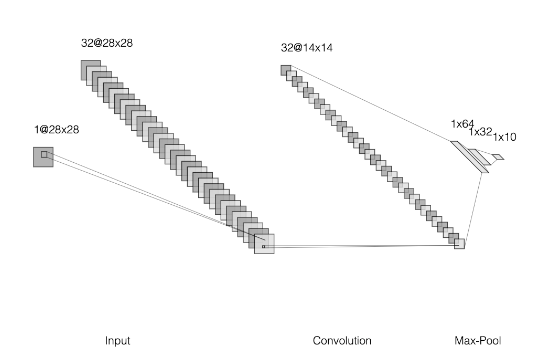 32@28x28
32@14x14
1@28x28
1x64
1x32
1x10
Input
Convolution
Max-Pool